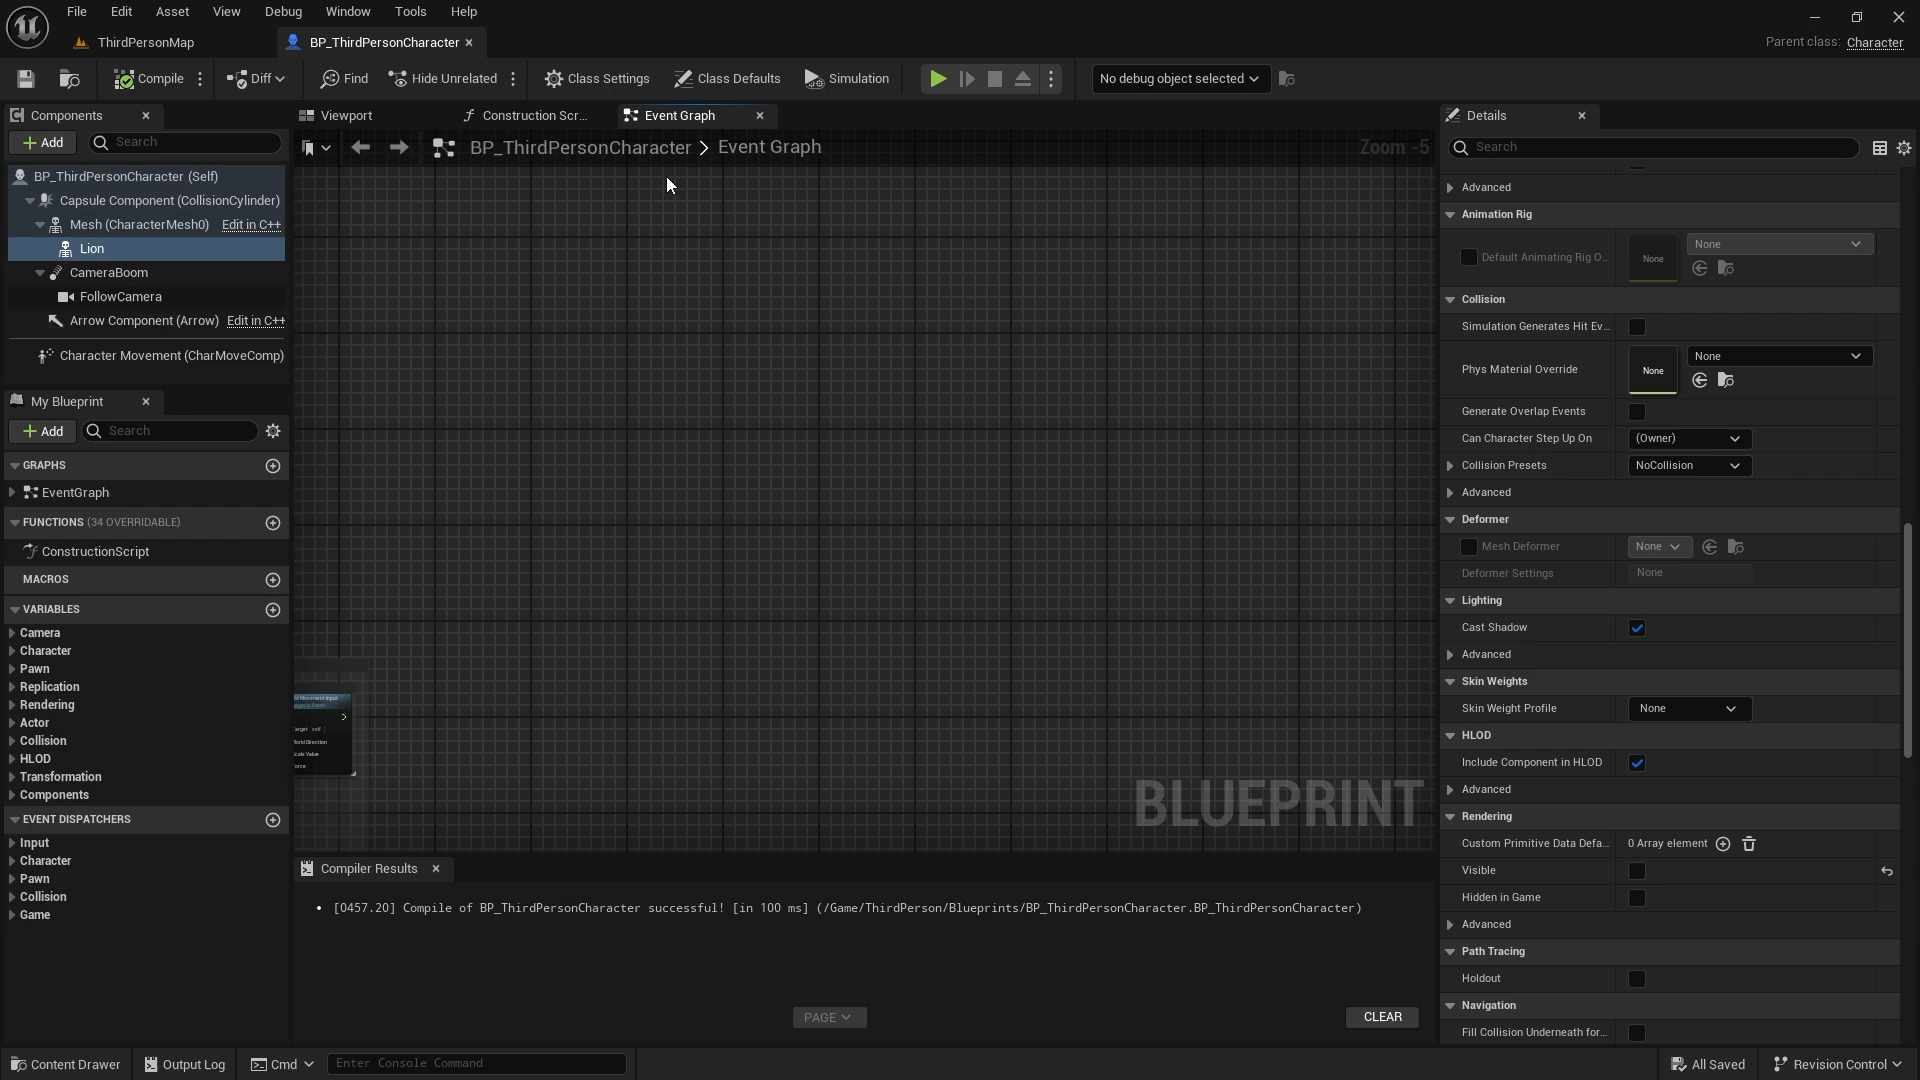 File Edit Asset View Debug Window Tools Help
ThirdPersonMap
BP_ThirdPersonCharacter
Parent class: Character
Compile
Diff
Find
Hide Unrelated
Class Settings
Class Defaults
Simulation
No debug object selected
Components
Add
Search
BP_ThirdPersonCharacter (Self)
Capsule Component (CollisionCylinder)
Mesh (CharacterMesh0) Edit in C++
Lion
CameraBoom
FollowCamera
Arrow Component (Arrow) Edit in C++
Character Movement (CharMoveComp)
My Blueprint
Add
Search
GRAPHS
EventGraph
FUNCTIONS (34 OVERRIDABLE)
ConstructionScript
MACROS
VARIABLES
Camera
Character
Pawn
Replication
Rendering
Actor
Collision
HLOD
Transformation
Components
EVENT DISPATCHERS
Input
Character
Pawn
Collision
Game
Viewport
Construction Scr...
Event Graph
BP_ThirdPersonCharacter > Event Graph
Zoom -5
Movement Input
self
World Direction
Scale Value
BLUEPRINT
Compiler Results
[0457.20] Compile of BP_ThirdPersonCharacter successful! [in 100 ms] (/Game/ThirdPerson/Blueprints/BP_ThirdPersonCharacter.BP_ThirdPersonCharacter)
PAGE
CLEAR
Details
Search
Advanced
Animation Rig
Default Animating Rig O...
None
None
Collision
Simulation Generates Hit Ev...
Phys Material Override
None
None
Generate Overlap Events
Can Character Step Up On
(Owner)
Collision Presets
NoCollision
Advanced
Deformer
Mesh Deformer
None
Deformer Settings
None
Lighting
Cast Shadow
Advanced
Skin Weights
Skin Weight Profile
None
HLOD
Include Component in HLOD
Advanced
Rendering
Custom Primitive Data Defa...
0 Array element
Visible
Hidden in Game
Advanced
Path Tracing
Holdout
Navigation
Fill Collision Underneath for...
Content Drawer
Output Log
Cmd
Enter Console Command
All Saved
Revision Control